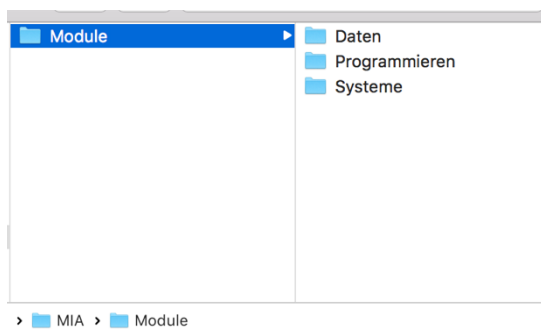 Module
Daten
Programmieren
Systeme
MIA Module